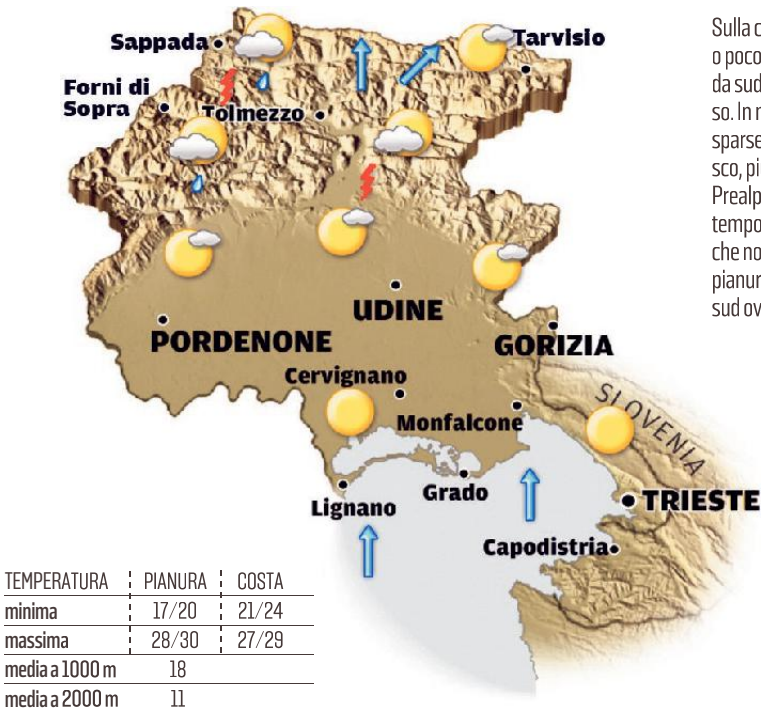 Sappada
Tarvisio
Forni di
Sopra
Tolmezzo
UDINE
PORDENONE
GORIZIA
Cervignano
Monfalcone
SLOVENIA
Lignano
Grado
TRIESTE
Capodistria
Sulla c
o poco
da sud
so. In r
sparse
sco, pi
Prealp
tempo
che no
pianur
sud ov
TEMPERATURA PIANURA COSTA
minima 17/20 21/24
massima 28/30 27/29
media a 1000 m 18
media a 2000 m 11